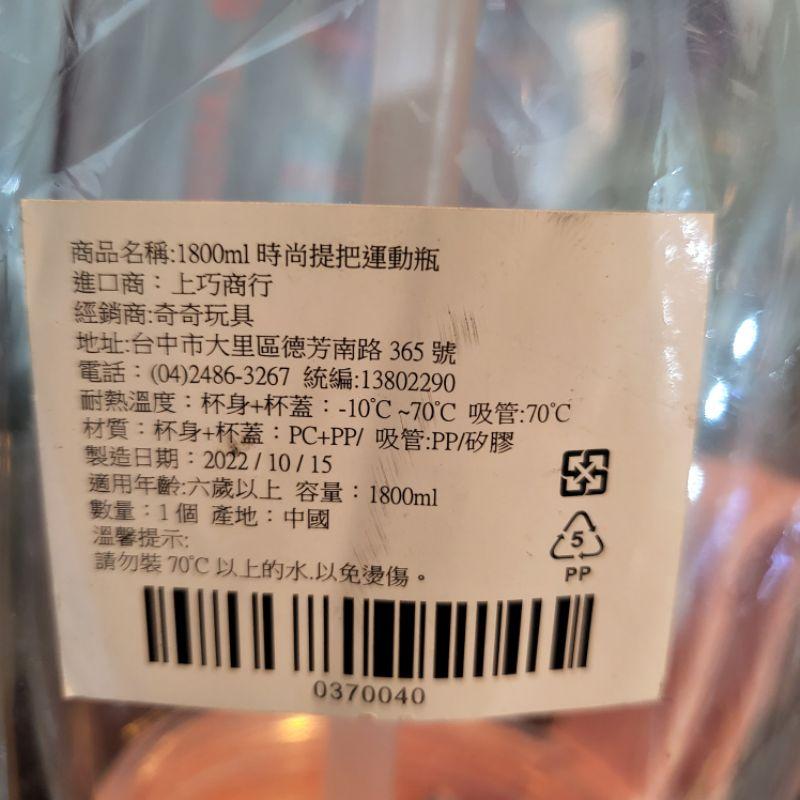 商品名稱:1800ml 時尚提把運動瓶
進口商：上巧商行
經銷商:奇奇玩具
地址:台中市大里區德芳南路 365 號
電話：(04)2486-3267 統編:13802290
耐熱溫度：杯身+杯蓋：-10℃ ~70℃ 吸管:70℃
材質：杯身+杯蓋：PC+PP/ 吸管:PP/矽膠
製造日期：2022 / 10 / 15
適用年齡:六歲以上 容量：1800ml
數量：1 個 產地：中國
溫馨提示:
請勿裝 70℃ 以上的水.以免燙傷。
5
PP
0370040